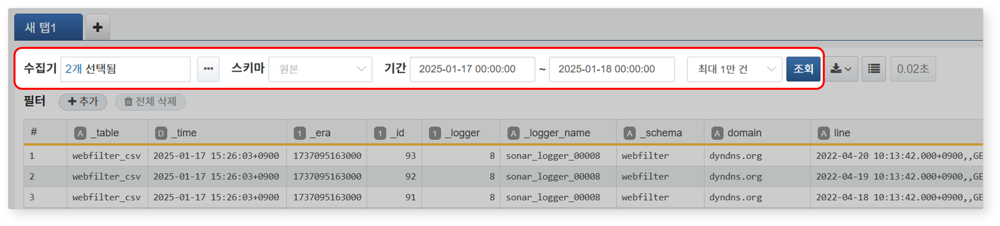 새 탭1
수집기 2개 선택됨 ••• 스키마 원본 기간 2025-01-17 00:00:00 ~ 2025-01-18 00:00:00 최대 1만 건 조회 0.02초
필터 + 추가 전체 삭제
# A _table D _time 1 _era 1 _id 1 _logger A _logger_name A _schema A domain A line
1 webfilter_csv 2025-01-17 15:26:03+0900 1737095163000 93 8 sonar_logger_00008 webfilter dyndns.org 2022-04-20 10:13:42.000+0900,,GE
2 webfilter_csv 2025-01-17 15:26:03+0900 1737095163000 92 8 sonar_logger_00008 webfilter dyndns.org 2022-04-19 10:13:42.000+0900,,GE
3 webfilter_csv 2025-01-17 15:26:03+0900 1737095163000 91 8 sonar_logger_00008 webfilter dyndns.org 2022-04-18 10:13:42.000+0900,,GE